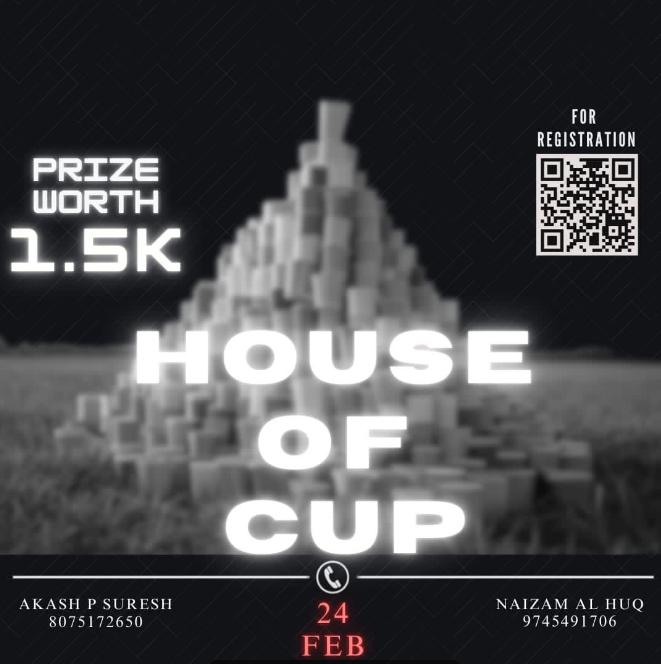 FOR
REGISTRATION
PRIZE
WORTH
1.5K
HOUSE
OF
CUP
AKASH P SURESH
8075172650
24
FEB
NAIZAM AL HUQ
9745491706